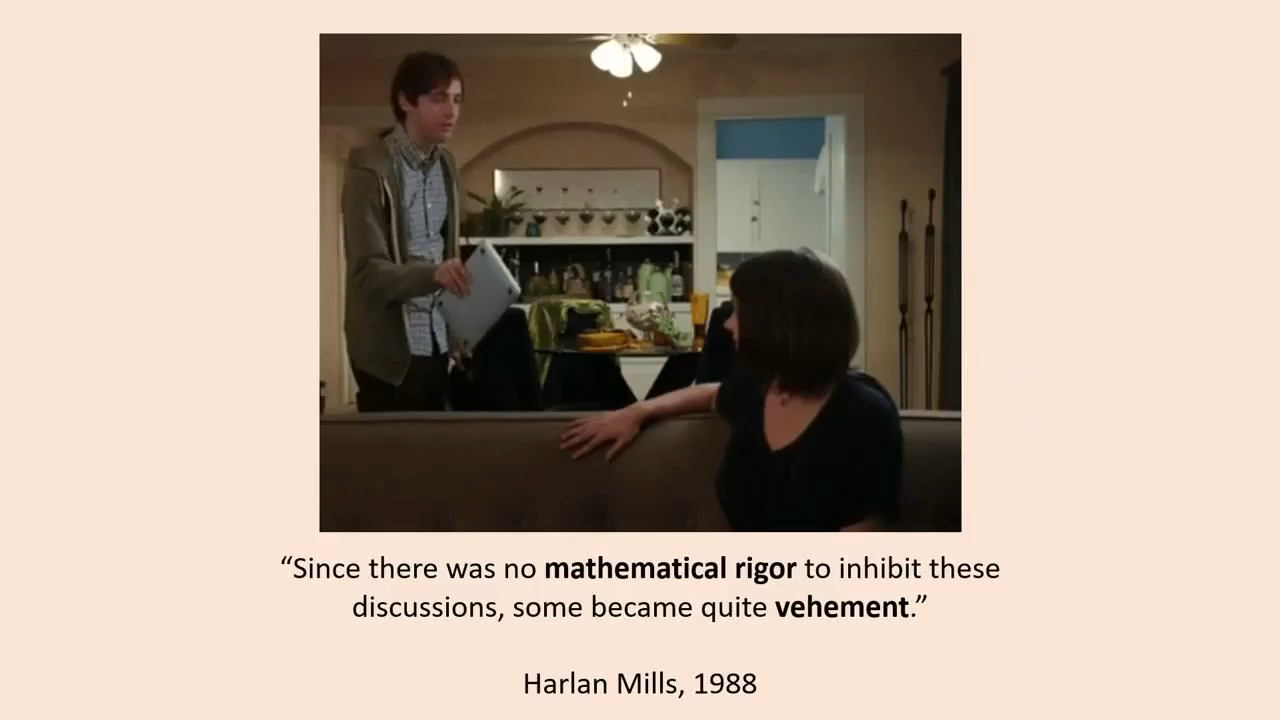 “Since there was no mathematical rigor to inhibit these
discussions, some became quite vehement.”
Harlan Mills, 1988